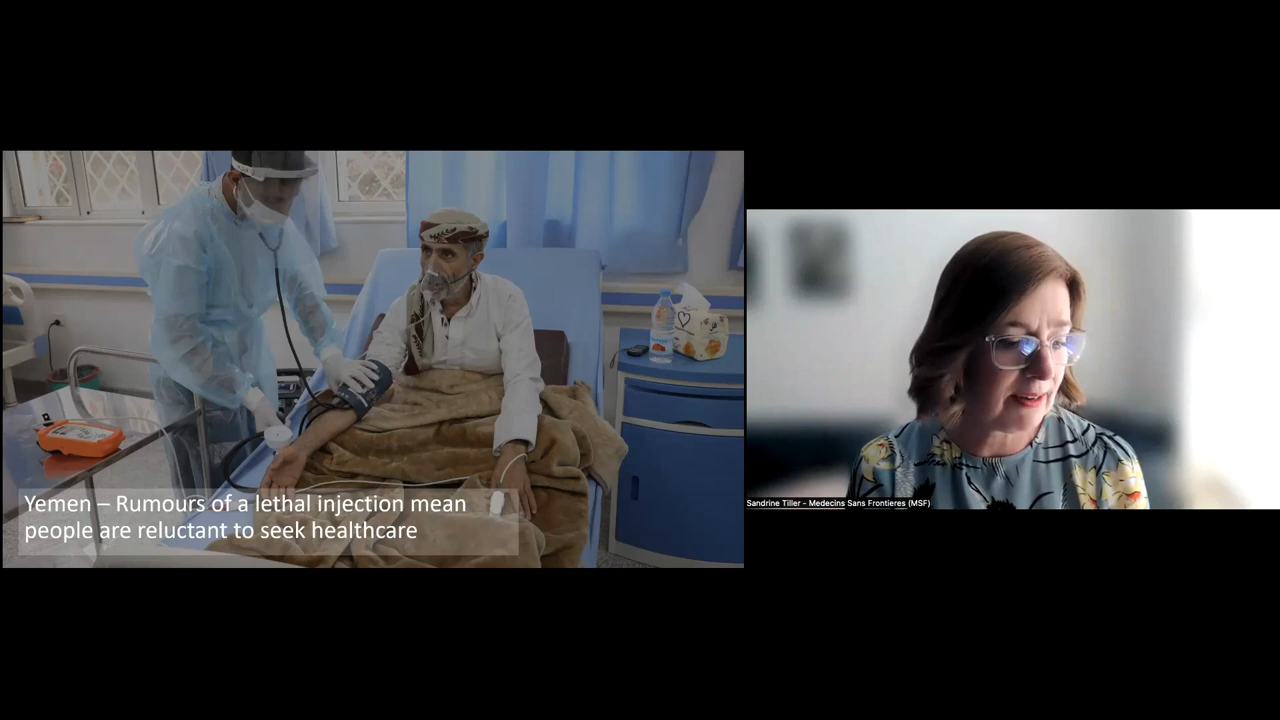 Yemen – Rumours of a lethal injection mean
people are reluctant to seek healthcare
Sandrine Tiller - Medecins Sans Frontieres (MSF)